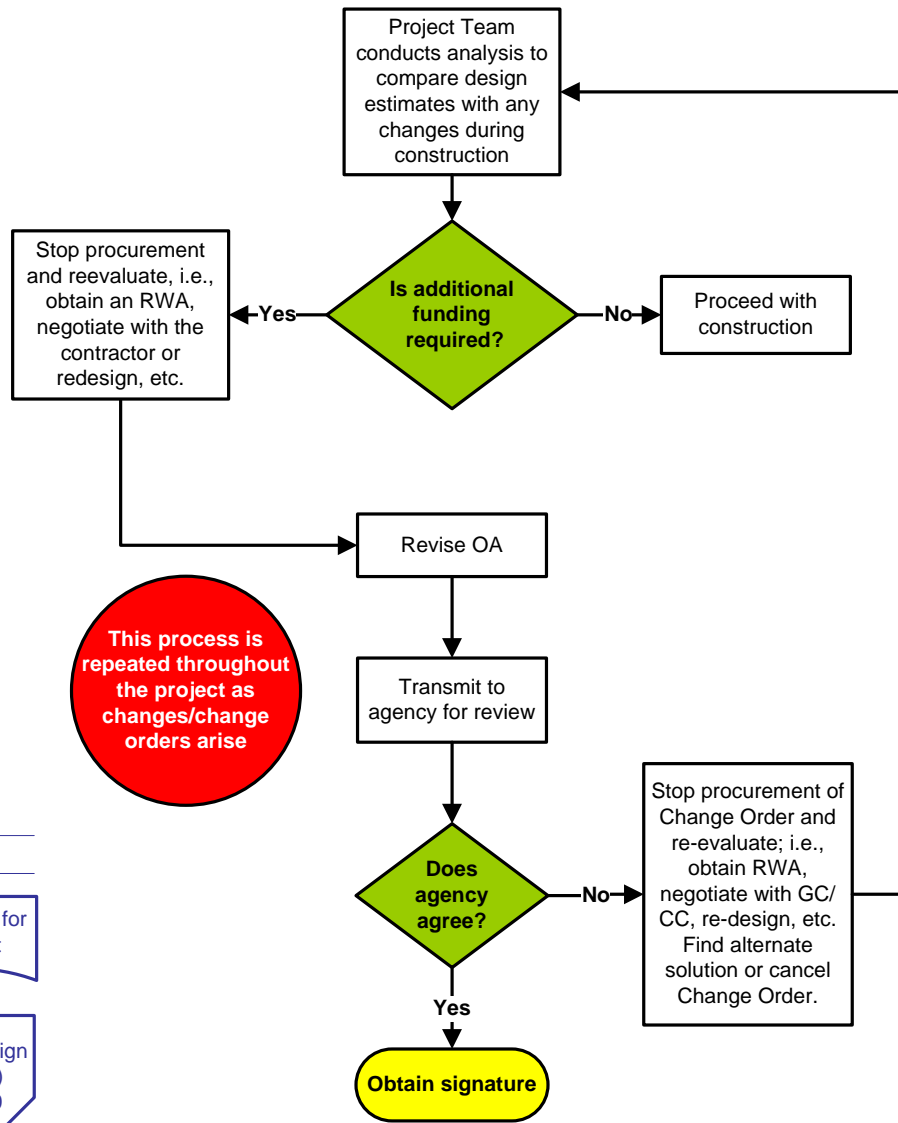 Project Team
conducts analysis to
compare design
estimates with any
changes during
construction
Is additional
funding
required?
Yes
No
Stop procurement
and reevaluate, i.e.,
obtain an RWA,
negotiate with the
contractor or
redesign, etc.
Proceed with
construction
Revise OA
This process is
repeated throughout
the project as
changes/change
orders arise
Transmit to
agency for review
Does
agency
agree?
No
Stop procurement of
Change Order and
re-evaluate; i.e.,
obtain RWA,
negotiate with GC/
CC, re-design, etc.
Find alternate
solution or cancel
Change Order.
Yes
Obtain signature
for
ign
)
)